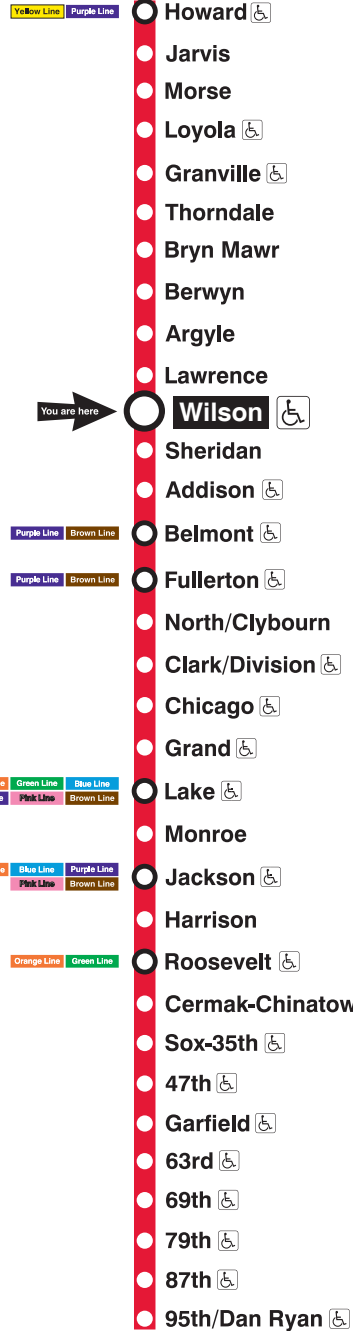 Yellow Line Purple Line Howard
Jarvis
Morse
Loyola
Granville
Thorndale
Bryn Mawr
Berwyn
Argyle
Lawrence
You are here Wilson
Sheridan
Addison
Purple Line Brown Line Belmont
Purple Line Brown Line Fullerton
North/Clybourn
Clark/Division
Chicago
Grand
Green Line Blue Line
Pink Line Brown Line
Lake
Monroe
Blue Line Purple Line
Pink Line Brown Line
Jackson
Harrison
Orange Line Green Line Roosevelt
Cermak-Chinatow
Sox-35th
47th
Garfield
63rd
69th
79th
87th
95th/Dan Ryan